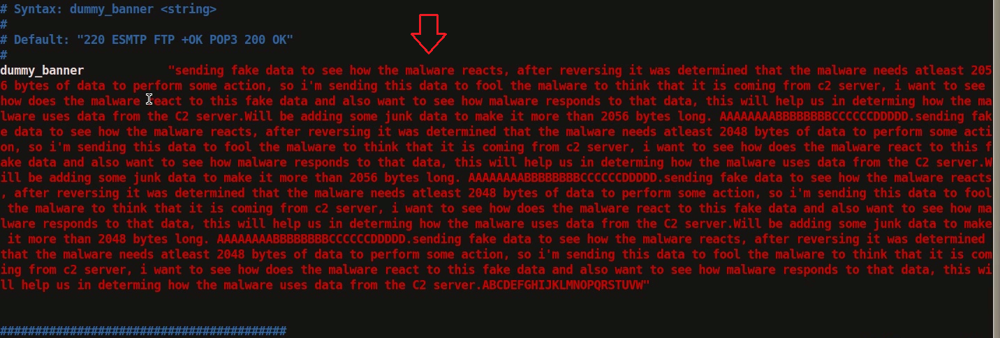 # Syntax: dummy_banner <string>
#
# Default: "220 ESMTP FTP +OK POP3 200 OK"
#
dummy_banner            "sending fake data to see how the malware reacts, after reversing it was determined that the malware needs atleast 205
6 bytes of data to perform some action, so i'm sending this data to fool the malware to think that it is coming from c2 server, i want to see
how does the malware react to this fake data and also want to see how malware responds to that data, this will help us in determing how the ma
lware uses data from the C2 server.Will be adding some junk data to make it more than 2056 bytes long. AAAAAAAABBBBBBBBCCCCCCDDDDD.sending fak
e data to see how the malware reacts, after reversing it was determined that the malware needs atleast 2048 bytes of data to perform some acti
on, so i'm sending this data to fool the malware to think that it is coming from c2 server, i want to see how does the malware react to this f
ake data and also want to see how malware responds to that data, this will help us in determing how the malware uses data from the C2 server.W
ill be adding some junk data to make it more than 2056 bytes long. AAAAAAAABBBBBBBBCCCCCCDDDDD.sending fake data to see how the malware reacts
, after reversing it was determined that the malware needs atleast 2048 bytes of data to perform some action, so i'm sending this data to fool
 the malware to think that it is coming from c2 server, i want to see how does the malware react to this fake data and also want to see how ma
lware responds to that data, this will help us in determing how the malware uses data from the C2 server.Will be adding some junk data to make
 it more than 2048 bytes long. AAAAAAAABBBBBBBBCCCCCCDDDDD.sending fake data to see how the malware reacts, after reversing it was determined
that the malware needs atleast 2048 bytes of data to perform some action, so i'm sending this data to fool the malware to think that it is com
ing from c2 server, i want to see how does the malware react to this fake data and also want to see how malware responds to that data, this wi
ll help us in determing how the malware uses data from the C2 server.ABCDEFGHIJKLMNOPQRSTUVW"
#########################################